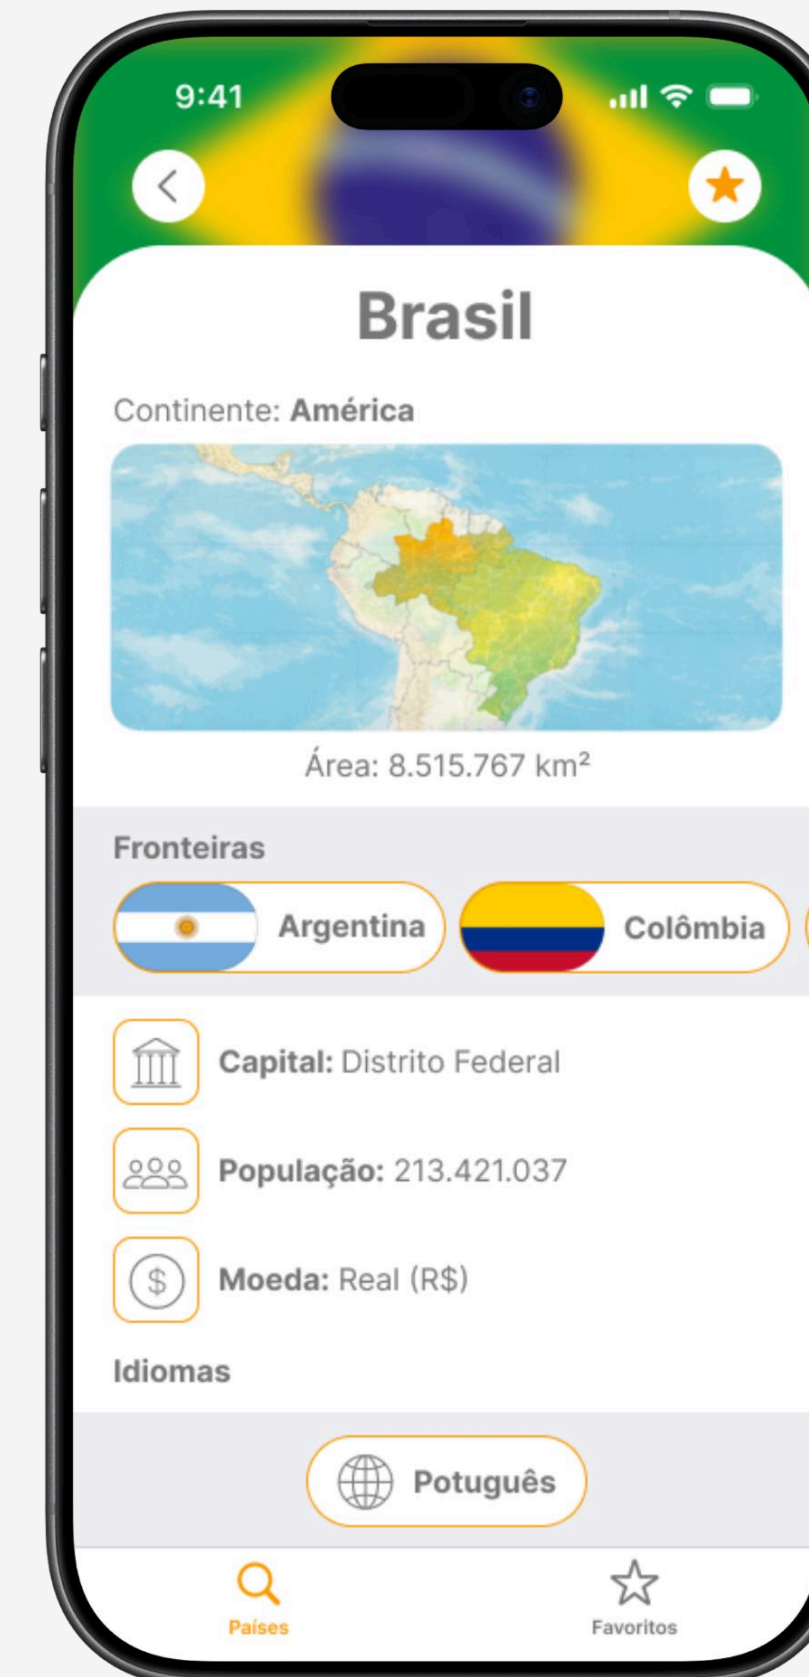 9:41
Brasil
Continente: América
Área: 8.515.767 km²
Fronteiras
Argentina
Colômbia
Capital: Distrito Federal
População: 213.421.037
$
Moeda: Real (R$)
Idiomas
Potuguês
Países
Favoritos